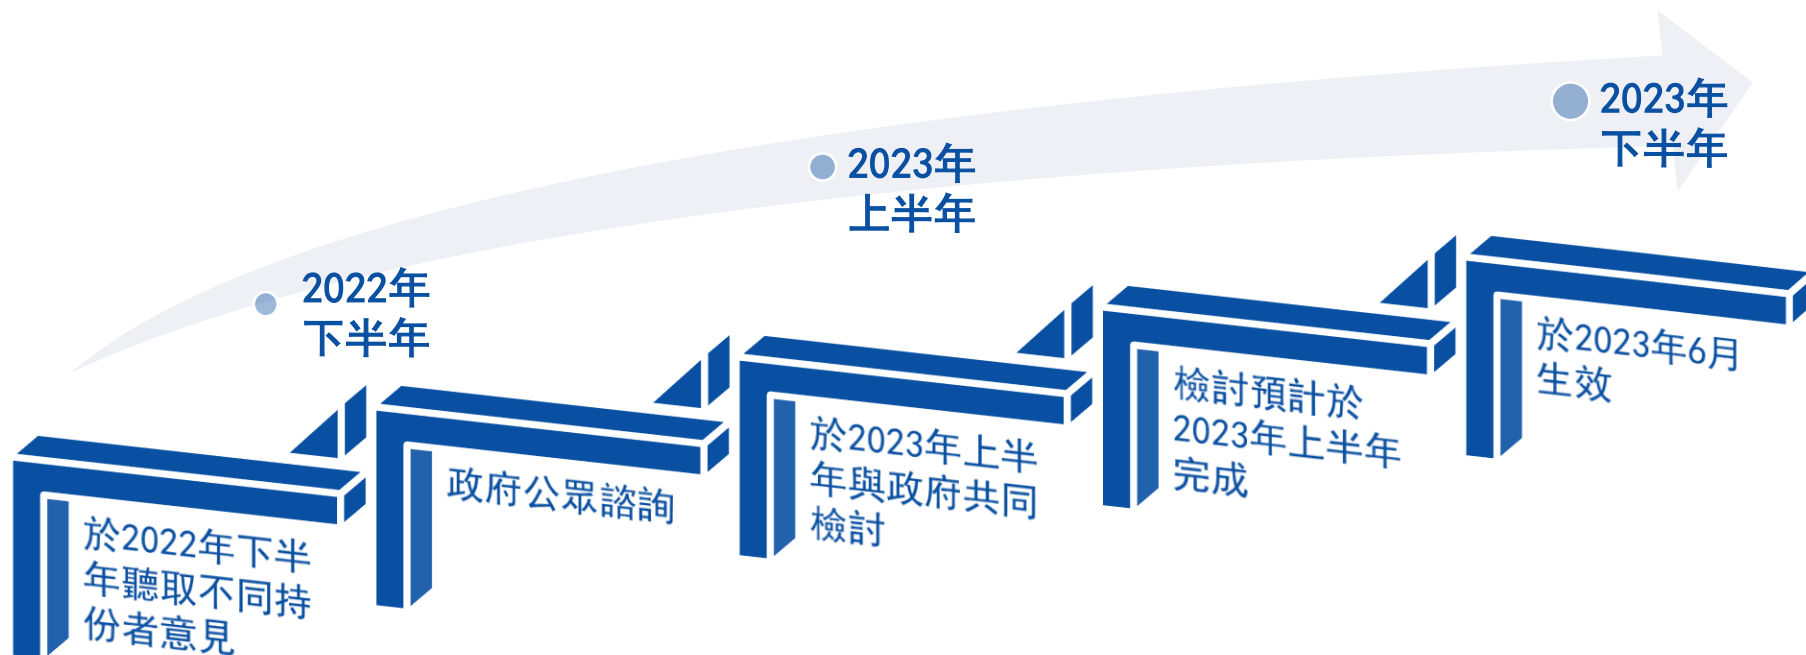 2022年
下半年
2023年
上半年
2023年
下半年
於2022年下半
年聽取不同持
份者意見
政府公眾諮詢
於2023年上半
年與政府共同
檢討
檢討預計於
2023年上半年
完成
於2023年6月
生效